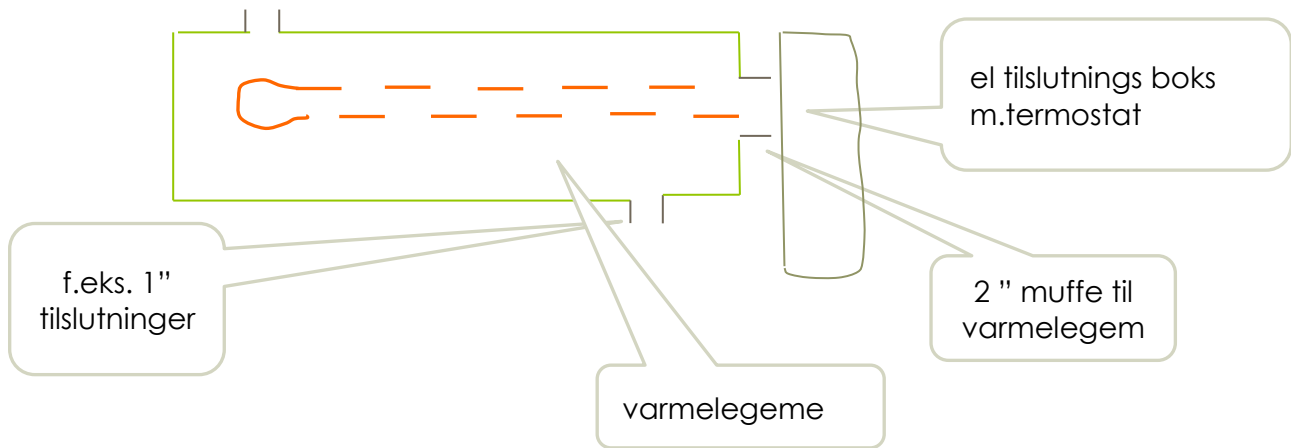 el tilslutnings boks
m.termostat
f.eks. 1”
tilslutninger
2 ” muffe til
varmelegem
varmelegeme